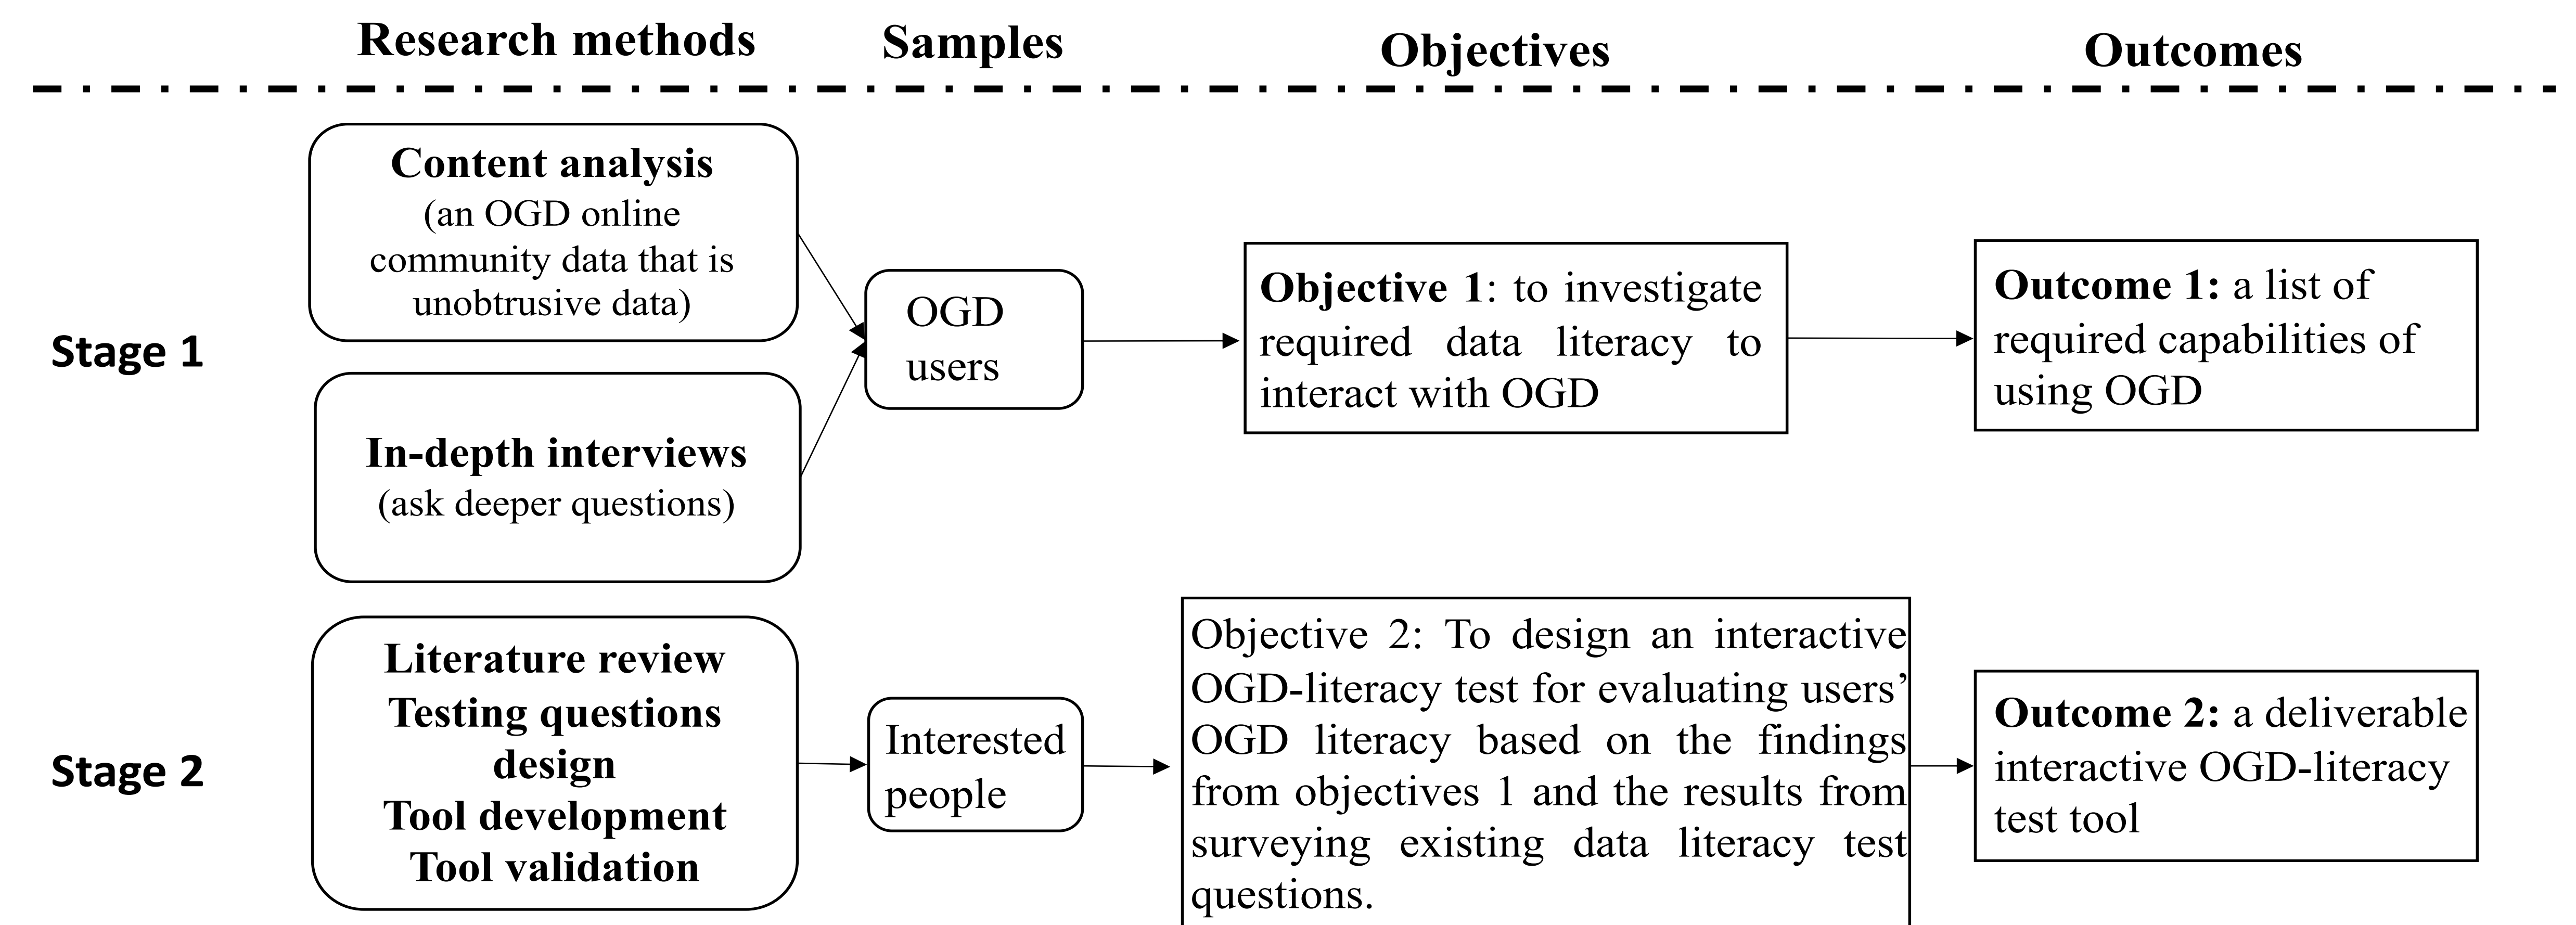 Research methods
Samples
Objectives
Outcomes
Stage 1
Content analysis
(an OGD online
community data that is
unobtrusive data)
In-depth interviews
(ask deeper questions)
OGD
users
Objective 1: to investigate
required data literacy to
interact with OGD
Outcome 1: a list of
required capabilities of
using OGD
Stage 2
Literature review
Testing questions
design
Tool development
Tool validation
Interested
people
Objective 2: To design an interactive
OGD-literacy test for evaluating users’
OGD literacy based on the findings
from objectives 1 and the results from
surveying existing data literacy test
questions.
Outcome 2: a deliverable
interactive OGD-literacy
test tool